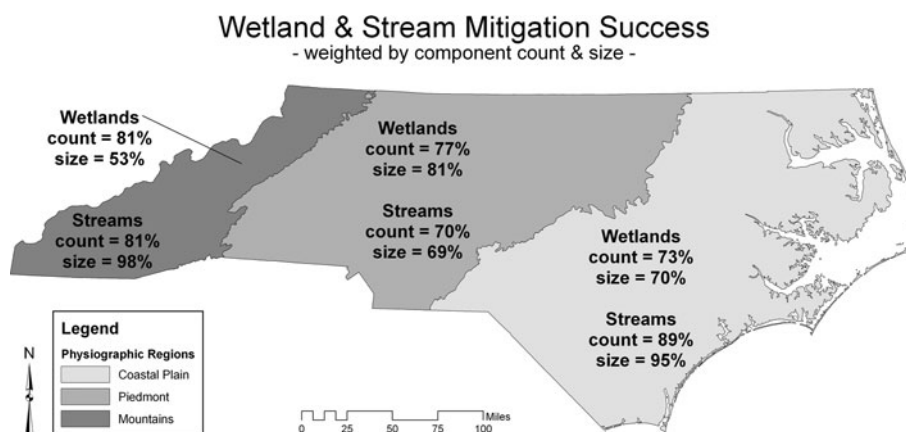 Wetland & Stream Mitigation Success
- weighted by component count & size -
Wetlands
count = 81%
size = 53%
Streams
count = 81%
size = 98%
Wetlands
count = 77%
size = 81%
Streams
count = 70%
size = 69%
Wetlands
count = 73%
size = 70%
Streams
count = 89%
size = 95%
N
Legend
Physiographic Regions
Coastal Plain
Piedmont
Mountains
Miles
0 25 50 75 100